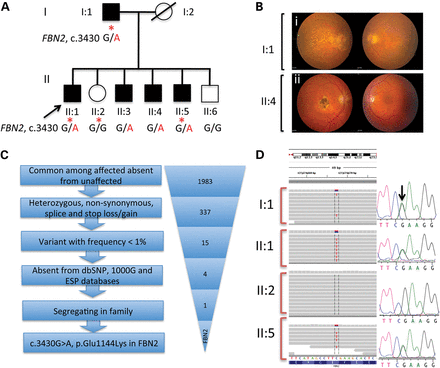 A
I
I:1
I:2
*
FBN2, c.3430 G/A
II
II:1
II:2
II:3
II:4
II:5
II:6
* * *
FBN2, c.3430 G/A G/G G/A G/A G/A G/G
B
I:1
i
II:4
ii
C
Common among affected absent
from unaffected
1983
Heterozygous, non-synonymous,
splice and stop loss/gain
337
Variant with frequency < 1%
15
Absent from dbSNP, 1000G and
ESP databases
4
Segregating in family
1
c.3430G>A, p.Glu1144Lys in FBN2
FBN2
D
I:1
T T C G A A G G
II:1
T T C G A A G G
II:2
T T C G A A G G
II:5
T T C G A A G G